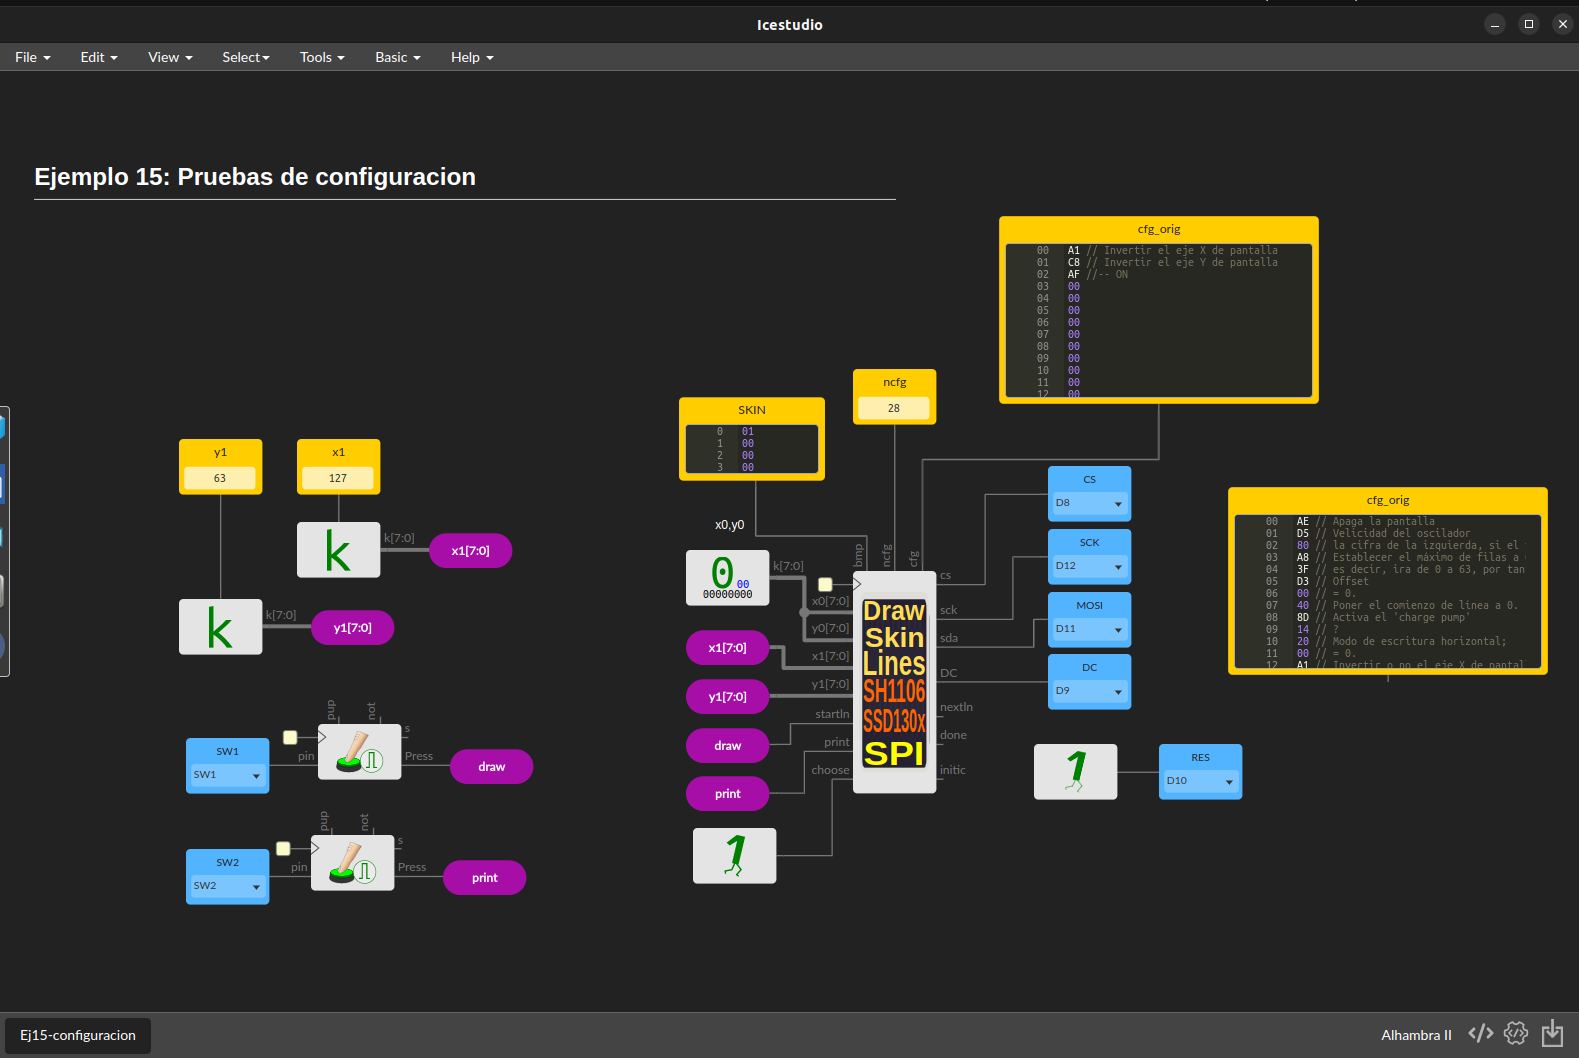 Icestudio
File
Edit
View
Select
Tools
Basic
Help
Ejemplo 15: Pruebas de configuracion
cfg_orig
00 A1 // Invertir el eje X de pantalla
01 C8 // Invertir el eje Y de pantalla
02 AF //-- ON
03 00
04 00
05 00
06 00
07 00
08 00
09 00
10 00
11 00
12 00
ncfg
28
SKIN
0 01
1 00
2 00
3 00
y1
63
x1
127
k
k[7:0]
x1[7:0]
k
k[7:0]
y1[7:0]
x0,y0
0 00
00000000
k[7:0]
bmp
ncfg
cfg
x0[7:0]
y0[7:0]
x1[7:0]
x1[7:0]
y1[7:0]
y1[7:0]
startln
draw
print
print
choose
1
Draw
Skin
Lines
SH1106
SSD130x
SPI
cs
sck
sda
DC
nextln
done
initic
CS
D8
SCK
D12
MOSI
D11
DC
D9
cfg_orig
00 AE // Apaga la pantalla
01 D5 // Velicidad del oscilador
02 80 // la cifra de la izquierda, si el
03 A8 // Establecer el máximo de filas a
04 3F // es decir, ira de 0 a 63, por tan
05 D3 // Offset
06 00 // = 0.
07 40 // Poner el comienzo de linea a 0.
08 8D // Activa el 'charge pump'
09 14 // ?
10 20 // Modo de escritura horizontal;
11 00 // = 0.
12 A1 // Invertir o no el eje X de pantal
1
RES
D10
SW1
SW1
pup
not
pin
s
Press
draw
SW2
SW2
pup
not
pin
s
Press
print
Ej15-configuracion
Alhambra II